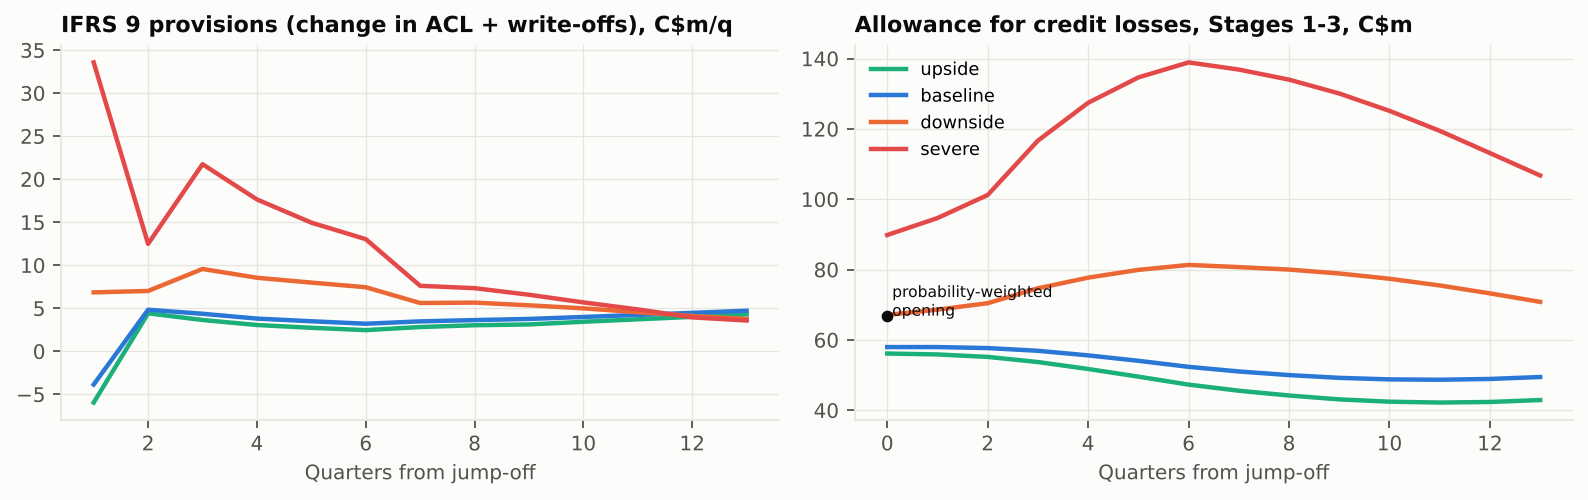 IFRS 9 provisions (change in ACL + write-offs), C$m/q
35
30
25
20
15
10
5
0
−5
2
4
6
8
10
12
Quarters from jump-off
Allowance for credit losses, Stages 1-3, C$m
140
120
100
80
60
40
upside
baseline
downside
severe
probability-weighted
opening
0
2
4
6
8
10
12
Quarters from jump-off